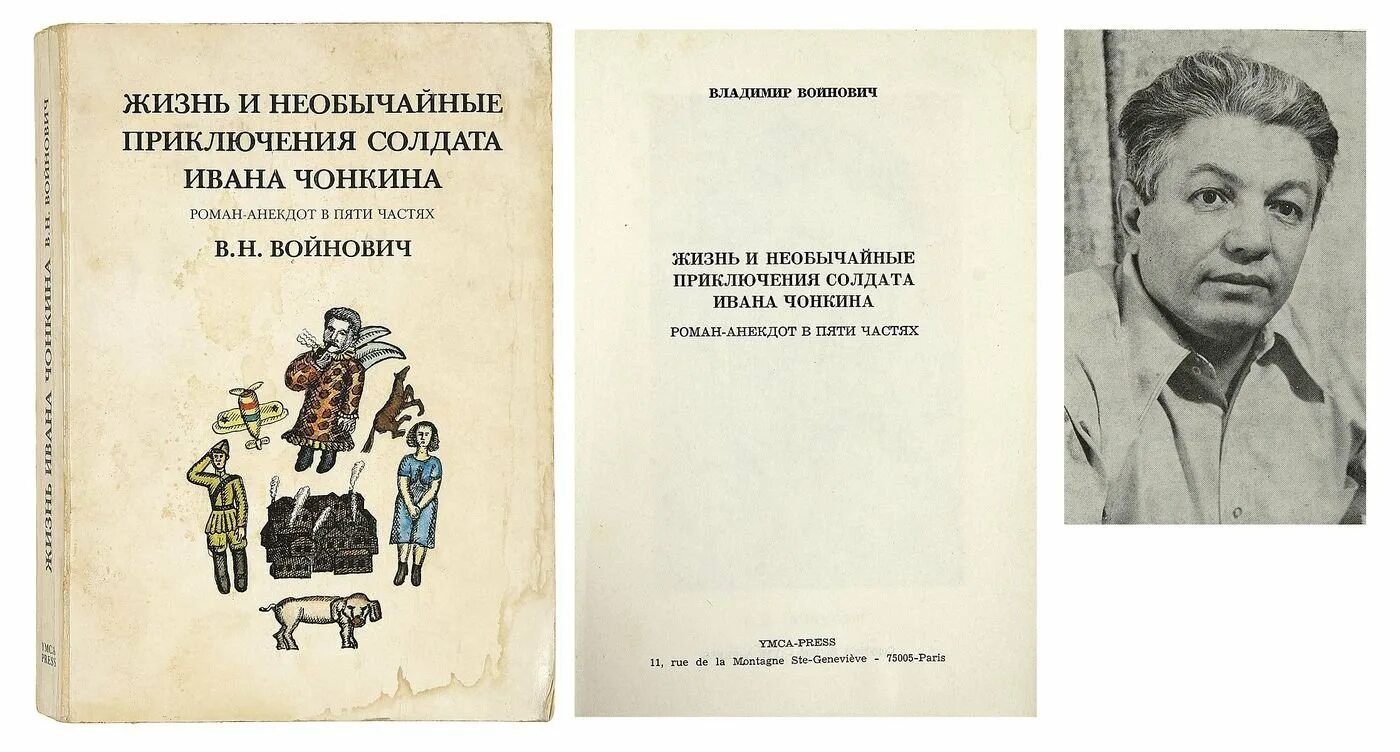 ЖИЗНЬ И НЕОБЫЧАЙНЫЕ
ПРИКЛЮЧЕНИЯ СОЛДАТА
ИВАНА ЧОНКИНА
РОМАН-АНЕКДОТ В ПЯТИ ЧАСТЯХ
В.Н. ВОЙНОВИЧ
ЖИЗНЬ ИВАНА ЧОНКИНА В.Н. ВОЙНОВИЧ
YMCA
PRESS
ВЛАДИМИР ВОЙНОВИЧ
ЖИЗНЬ И НЕОБЫЧАЙНЫЕ
ПРИКЛЮЧЕНИЯ СОЛДАТА
ИВАНА ЧОНКИНА
РОМАН-АНЕКДОТ В ПЯТИ ЧАСТЯХ
YMCA-PRESS
11, rue de la Montagne Ste-Geneviève - 75005-Paris